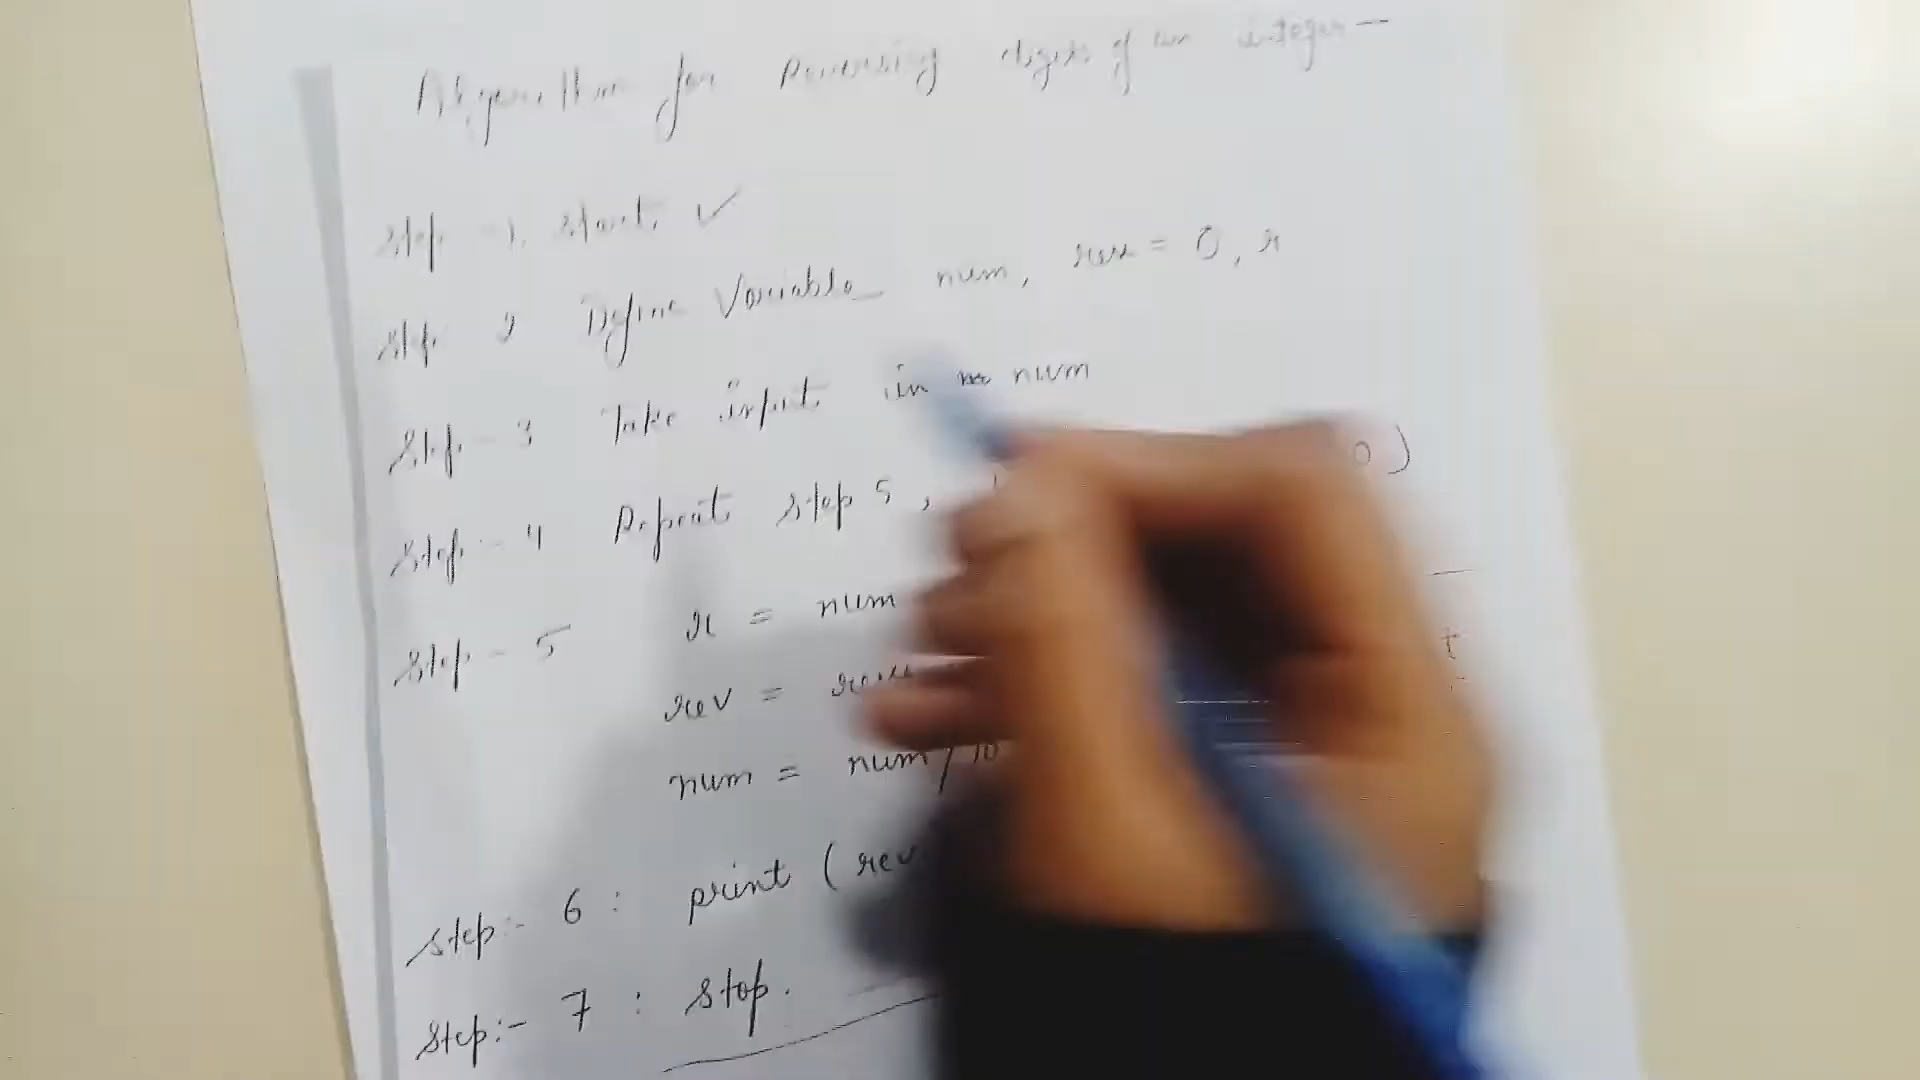 Algorithm for Reversing digits of an integer —
Step - 1. Start. ✓
Step 2 Define Variable num, rev = 0, r
Step - 3 Take input in num
Step - 4 Repeat step 5, 0 )
Step - 5 r = num
rev =
num = num / 10
Step:- 6 : print ( rev
Step:- 7 : Stop.